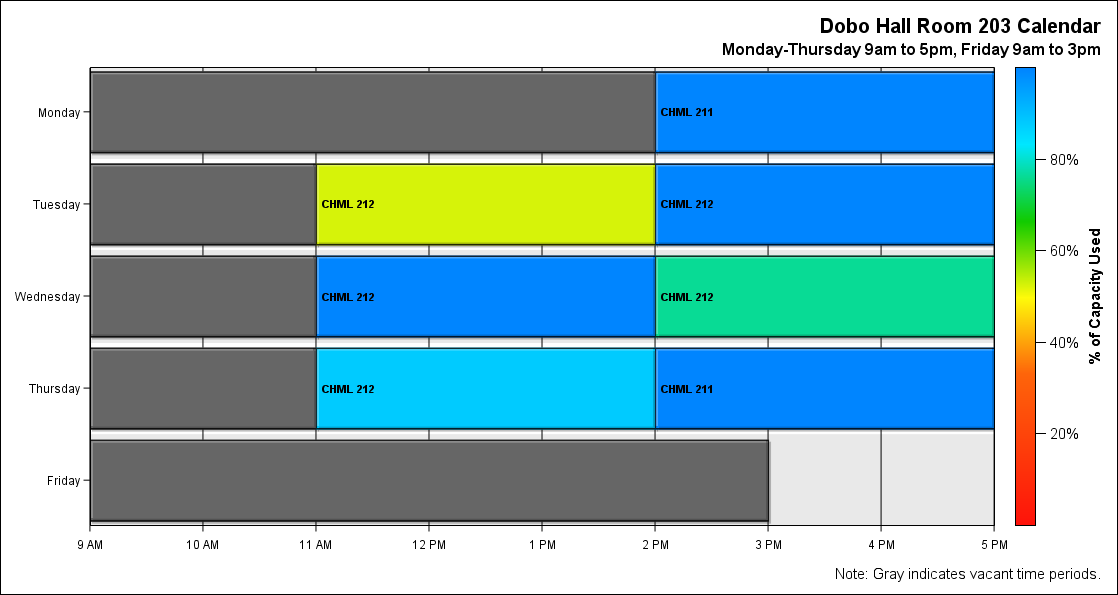 Dobo Hall Room 203 Calendar
Monday-Thursday 9am to 5pm, Friday 9am to 3pm
Monday
CHML 211
Tuesday
CHML 212
CHML 212
Wednesday
CHML 212
CHML 212
Thursday
CHML 212
CHML 211
Friday
9 AM
10 AM
11 AM
12 PM
1 PM
2 PM
3 PM
4 PM
5 PM
80%
60%
40%
20%
% of Capacity Used
Note: Gray indicates vacant time periods.